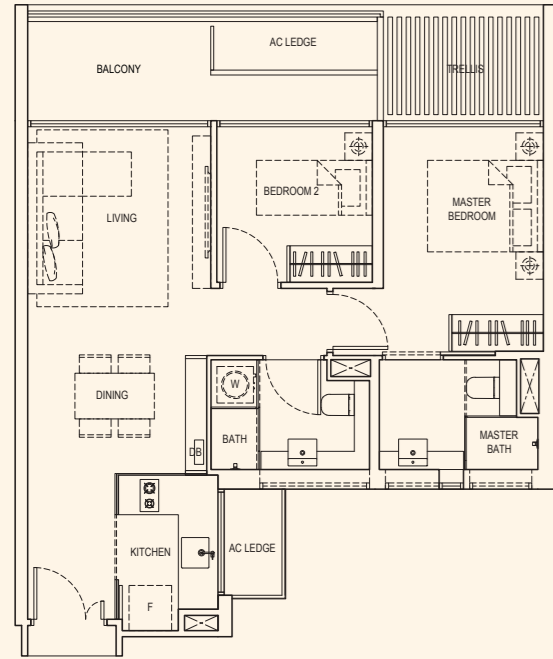 AC LEDGE
BALCONY
TRELLIS
BEDROOM 2
LIVING
MASTER
BEDROOM
W
DINING
BATH
DB
MASTER
BATH
KITCHEN
AC LEDGE
F